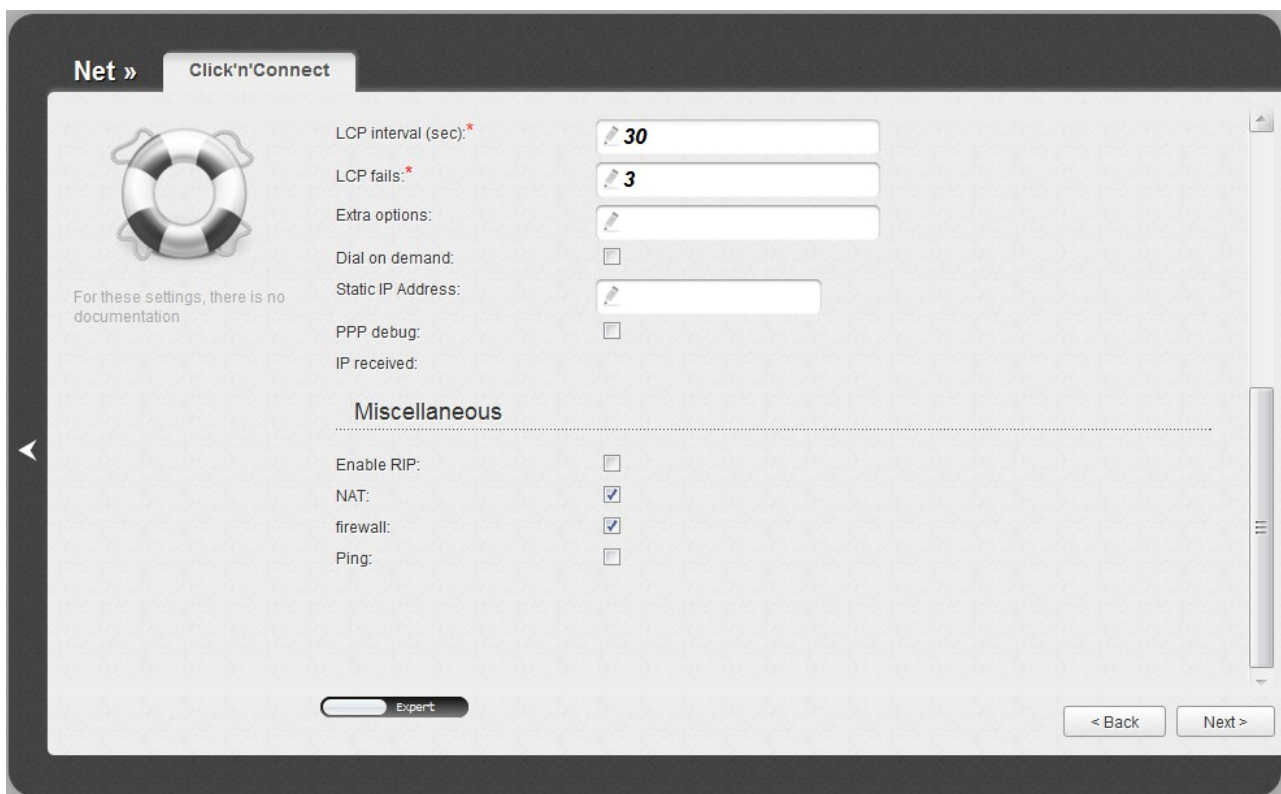 Net »
Click'n'Connect
For these settings, there is no
documentation
LCP interval (sec):*
30
LCP fails:*
3
Extra options:
Dial on demand:
Static IP Address:
PPP debug:
IP received:
Miscellaneous
Enable RIP:
NAT:
firewall:
Ping:
Expert
< Back
Next >